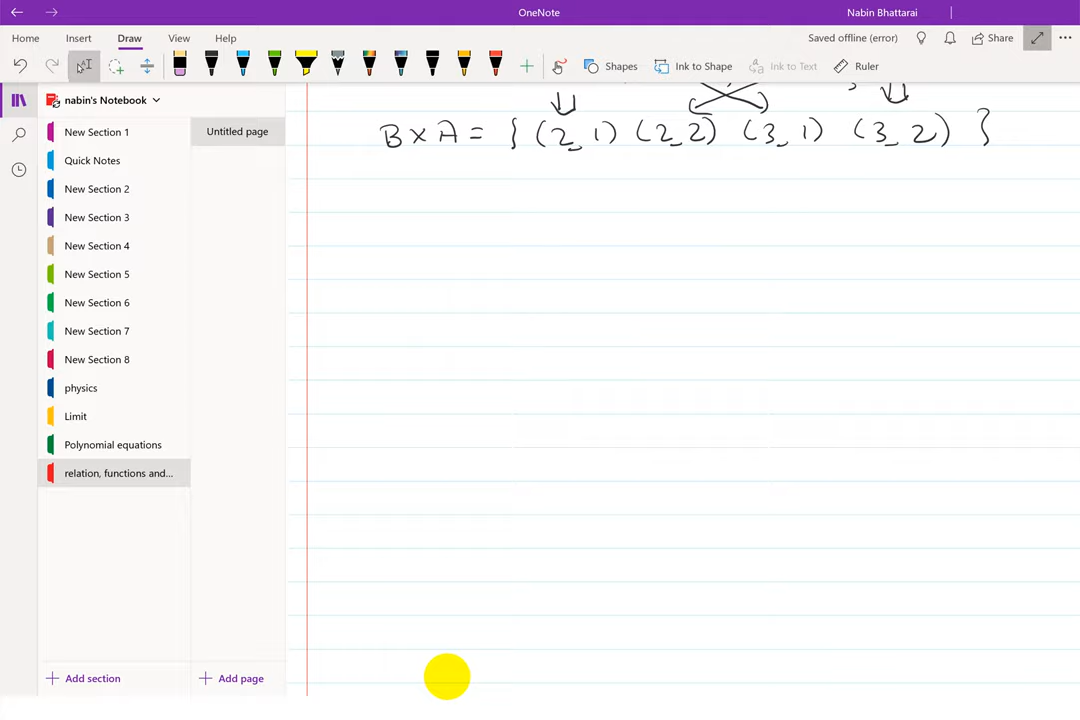 OneNote
Nabin Bhattarai
Home Insert Draw View Help
Saved offline (error) Share
Shapes Ink to Shape Ink to Text Ruler
nabin's Notebook
New Section 1
Quick Notes
New Section 2
New Section 3
New Section 4
New Section 5
New Section 6
New Section 7
New Section 8
physics
Limit
Polynomial equations
relation, functions and...
Add section
Untitled page
Add page
B x A = { (2, 1) (2, 2) (3, 1) (3, 2) }